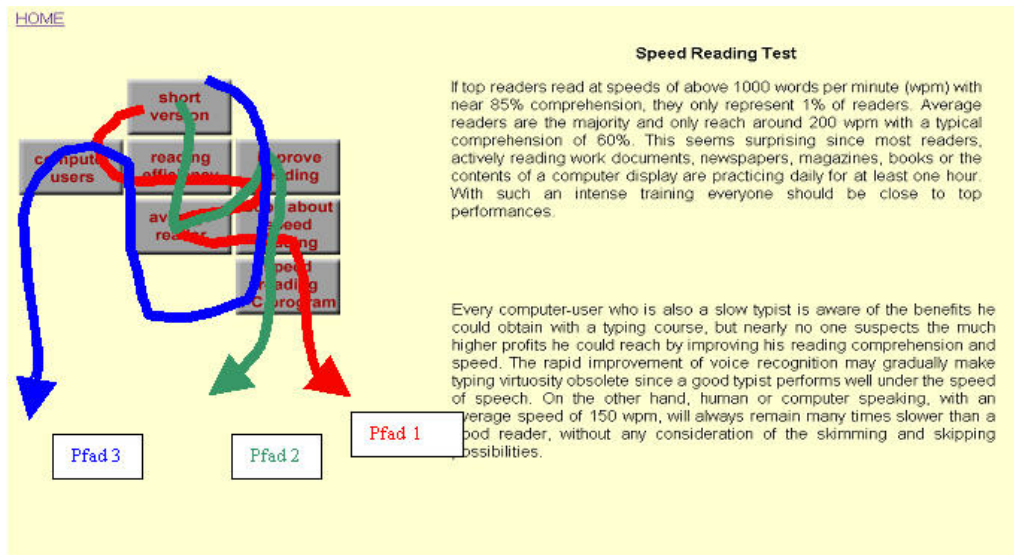 HOME
Speed Reading Test
short
version
users
reading
speed
If top readers read at speeds of above 1000 words per minute (wpm) with
near 85% comprehension, they only represent 1% of readers. Average
readers are the majority and only reach around 200 wpm with a typical
comprehension of 60%. This seems surprising since most readers,
actively reading work documents, newspapers, magazines, books or the
contents of a computer display are practicing daily for at least one hour.
With such an intense training everyone should be close to top
performances.
Every computer-user who is also a slow typist is aware of the benefits he
could obtain with a typing course, but nearly no one suspects the much
higher profits he could reach by improving his reading comprehension and
speed. The rapid improvement of voice recognition may gradually make
typing virtuosity obsolete since a good typist performs well under the speed
of speech. On the other hand, human or computer speaking, with an
average speed of 150 wpm, will always remain many times slower than a
good reader, without any consideration of the skimming and skipping
possibilities.
Pfad 3
Pfad 2
Pfad 1